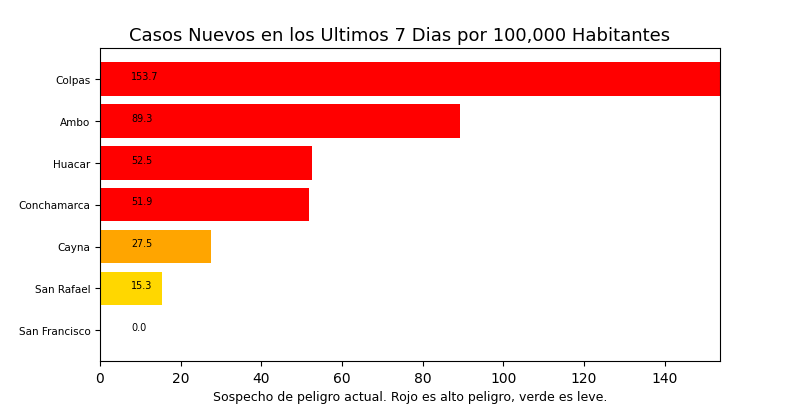 Casos Nuevos en los Ultimos 7 Dias por 100,000 Habitantes
Colpas 153.7
Ambo 89.3
Huacar 52.5
Conchamarca 51.9
Cayna 27.5
San Rafael 15.3
San Francisco 0.0
0 20 40 60 80 100 120 140
Sospecho de peligro actual. Rojo es alto peligro, verde es leve.